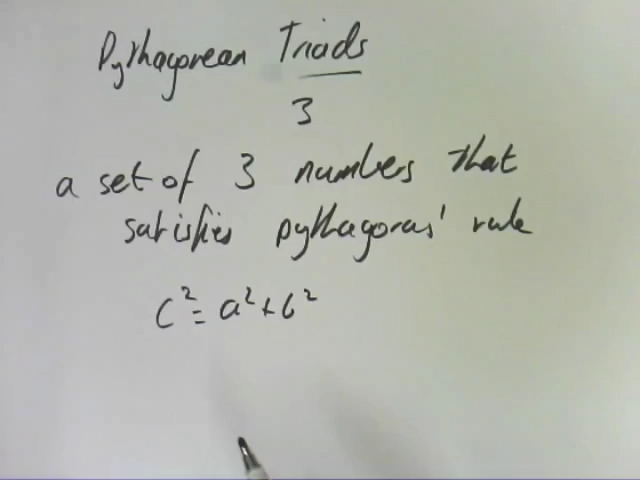 Pythagorean Triads
3
a set of 3 numbers that
satisfies pythagoras' rule
c² = a² + b²